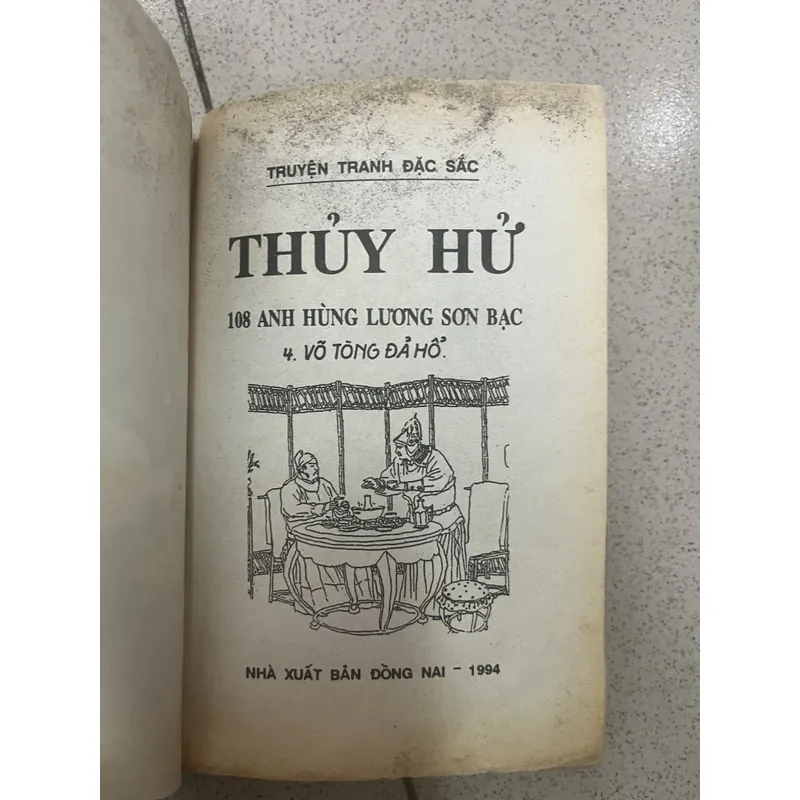 TRUYỆN TRANH ĐẶC SẮC
THỦY HỬ
108 ANH HÙNG LƯƠNG SƠN BẠC
4. VÕ TÒNG ĐẢ HỔ.
NHÀ XUẤT BẢN ĐỒNG NAI - 1994